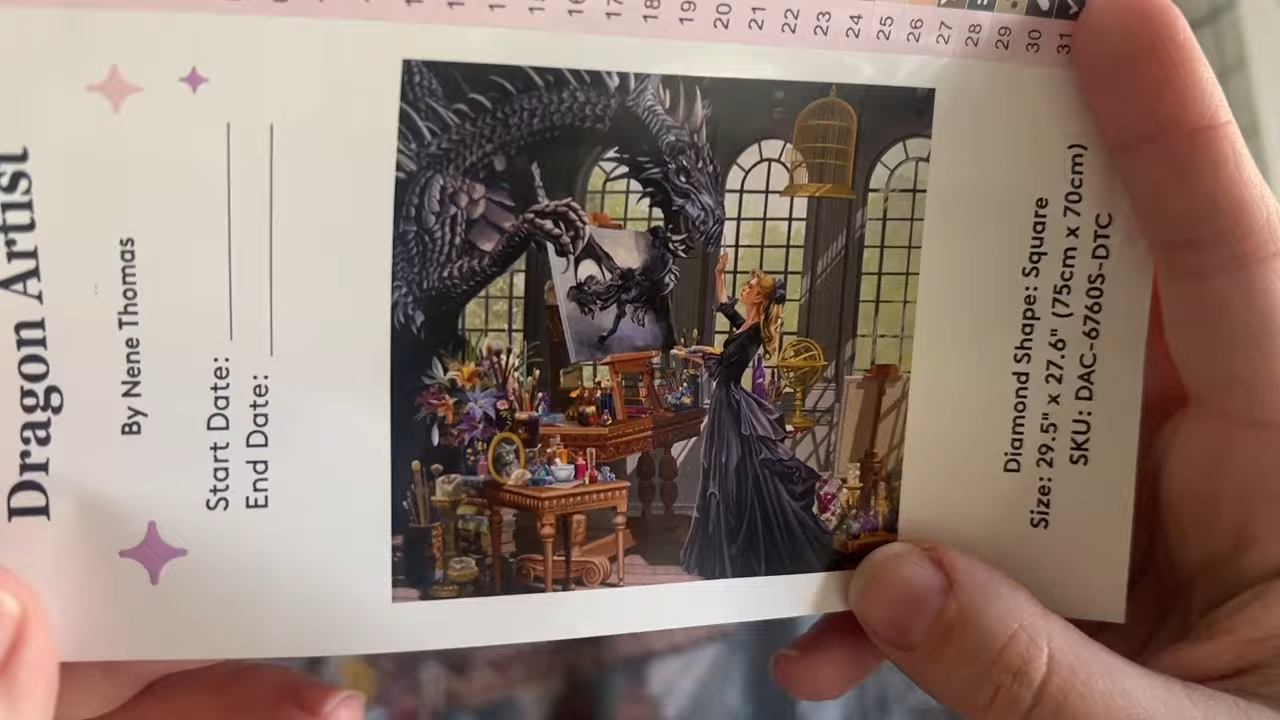 Dragon Artist
By Nene Thomas
Start Date:
End Date:
Diamond Shape: Square
Size: 29.5" x 27.6" (75cm x 70cm)
SKU: DAC-6760S-DTC
16
17
18
19
20
21
22
23
24
25
26
27
28
29
30
31